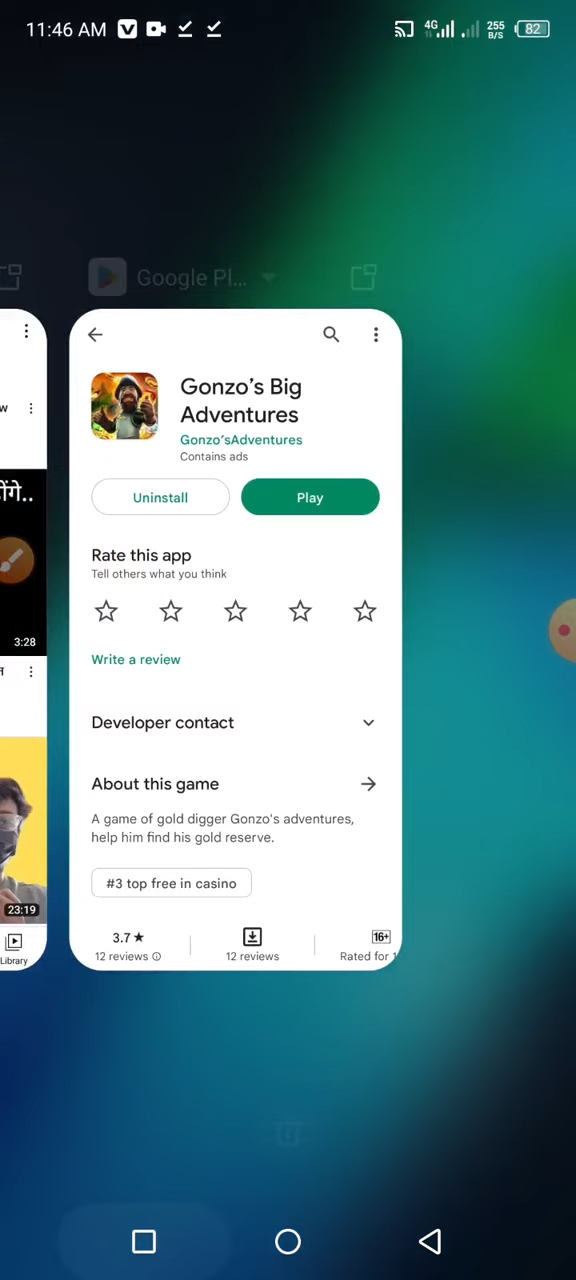 11:46 AM
4G
255
B/S
82
Google Pl...
Gonzo's Big
Adventures
Gonzo'sAdventures
Contains ads
Uninstall
Play
Rate this app
Tell others what you think
Write a review
Developer contact
About this game
A game of gold digger Gonzo's adventures,
help him find his gold reserve.
#3 top free in casino
3.7★
12 reviews
12 reviews
16+
Rated for
w
होंगे..
3:28
23:19
Library